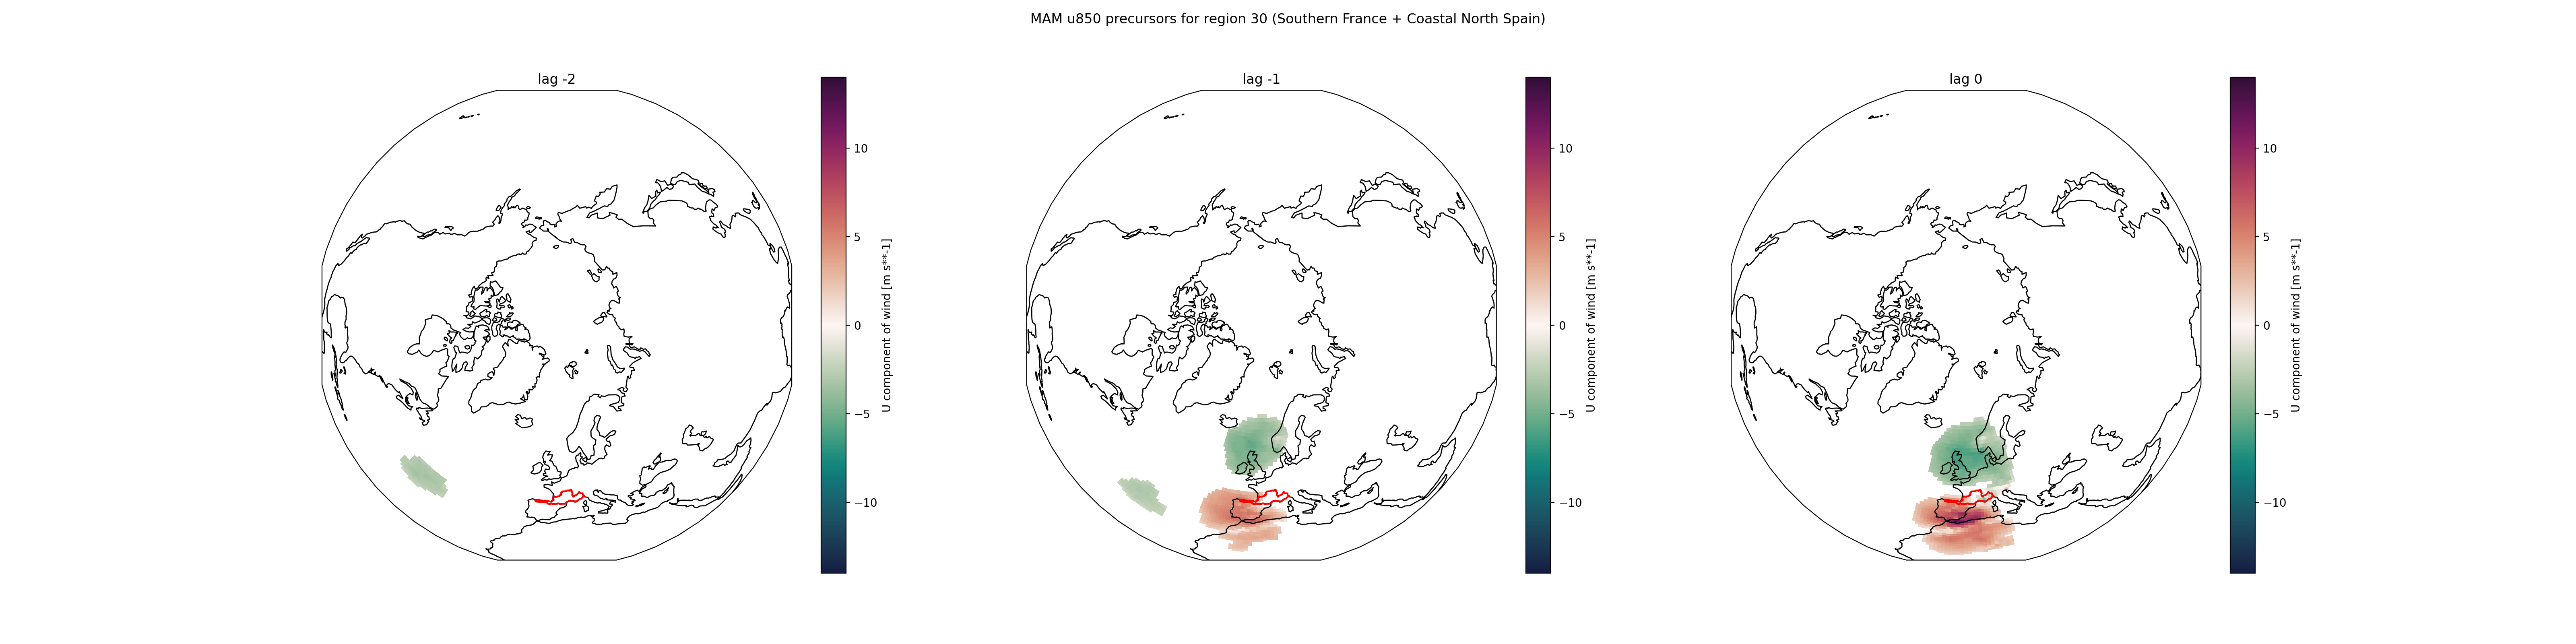 MAM u850 precursors for region 30 (Southern France + Coastal North Spain)
lag -2
10
5
0
−5
−10
U component of wind [m s**-1]
lag -1
10
5
0
−5
−10
U component of wind [m s**-1]
lag 0
10
5
0
−5
−10
U component of wind [m s**-1]